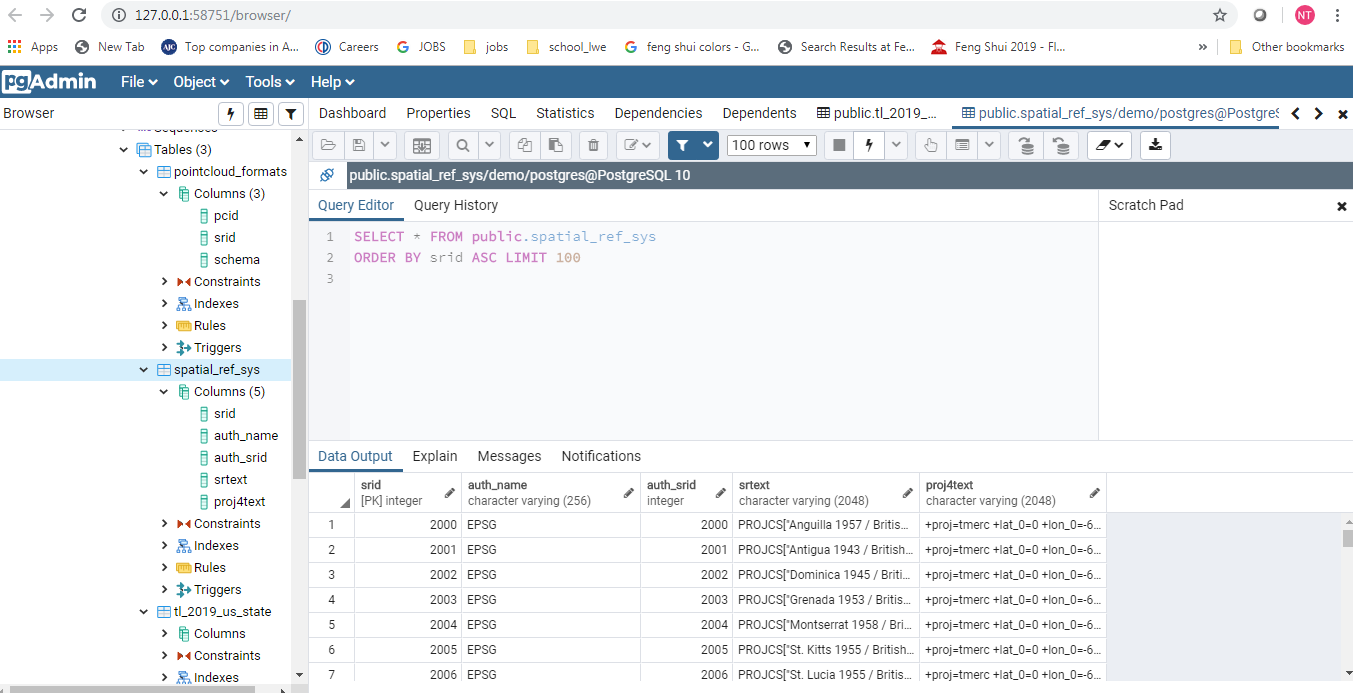 127.0.0.1:58751/browser/
NT
Apps New Tab AJC Top companies in A... Careers JOBS jobs school_lwe feng shui colors - G... Search Results at Fe... Feng Shui 2019 - Fl... » Other bookmarks
pgAdmin File Object Tools Help
Browser
Dashboard Properties SQL Statistics Dependencies Dependents public.tl_2019_... public.spatial_ref_sys/demo/postgres@PostgreS
100 rows
public.spatial_ref_sys/demo/postgres@PostgreSQL 10
Sequences
Tables (3)
pointcloud_formats
Columns (3)
pcid
srid
schema
Constraints
Indexes
Rules
Triggers
spatial_ref_sys
Columns (5)
srid
auth_name
auth_srid
srtext
proj4text
Constraints
Indexes
Rules
Triggers
tl_2019_us_state
Columns
Constraints
Indexes
Query Editor Query History
Scratch Pad
1 SELECT * FROM public.spatial_ref_sys
2 ORDER BY srid ASC LIMIT 100
3
Data Output Explain Messages Notifications
srid auth_name auth_srid srtext proj4text
[PK] integer character varying (256) integer character varying (2048) character varying (2048)
1 2000 EPSG 2000 PROJCS["Anguilla 1957 / Britis... +proj=tmerc +lat_0=0 +lon_0=-6...
2 2001 EPSG 2001 PROJCS["Antigua 1943 / British... +proj=tmerc +lat_0=0 +lon_0=-6...
3 2002 EPSG 2002 PROJCS["Dominica 1945 / Briti... +proj=tmerc +lat_0=0 +lon_0=-6...
4 2003 EPSG 2003 PROJCS["Grenada 1953 / Britis... +proj=tmerc +lat_0=0 +lon_0=-6...
5 2004 EPSG 2004 PROJCS["Montserrat 1958 / Bri... +proj=tmerc +lat_0=0 +lon_0=-6...
6 2005 EPSG 2005 PROJCS["St. Kitts 1955 / British... +proj=tmerc +lat_0=0 +lon_0=-6...
7 2006 EPSG 2006 PROJCS["St. Lucia 1955 / Britis... +proj=tmerc +lat_0=0 +lon_0=-6...